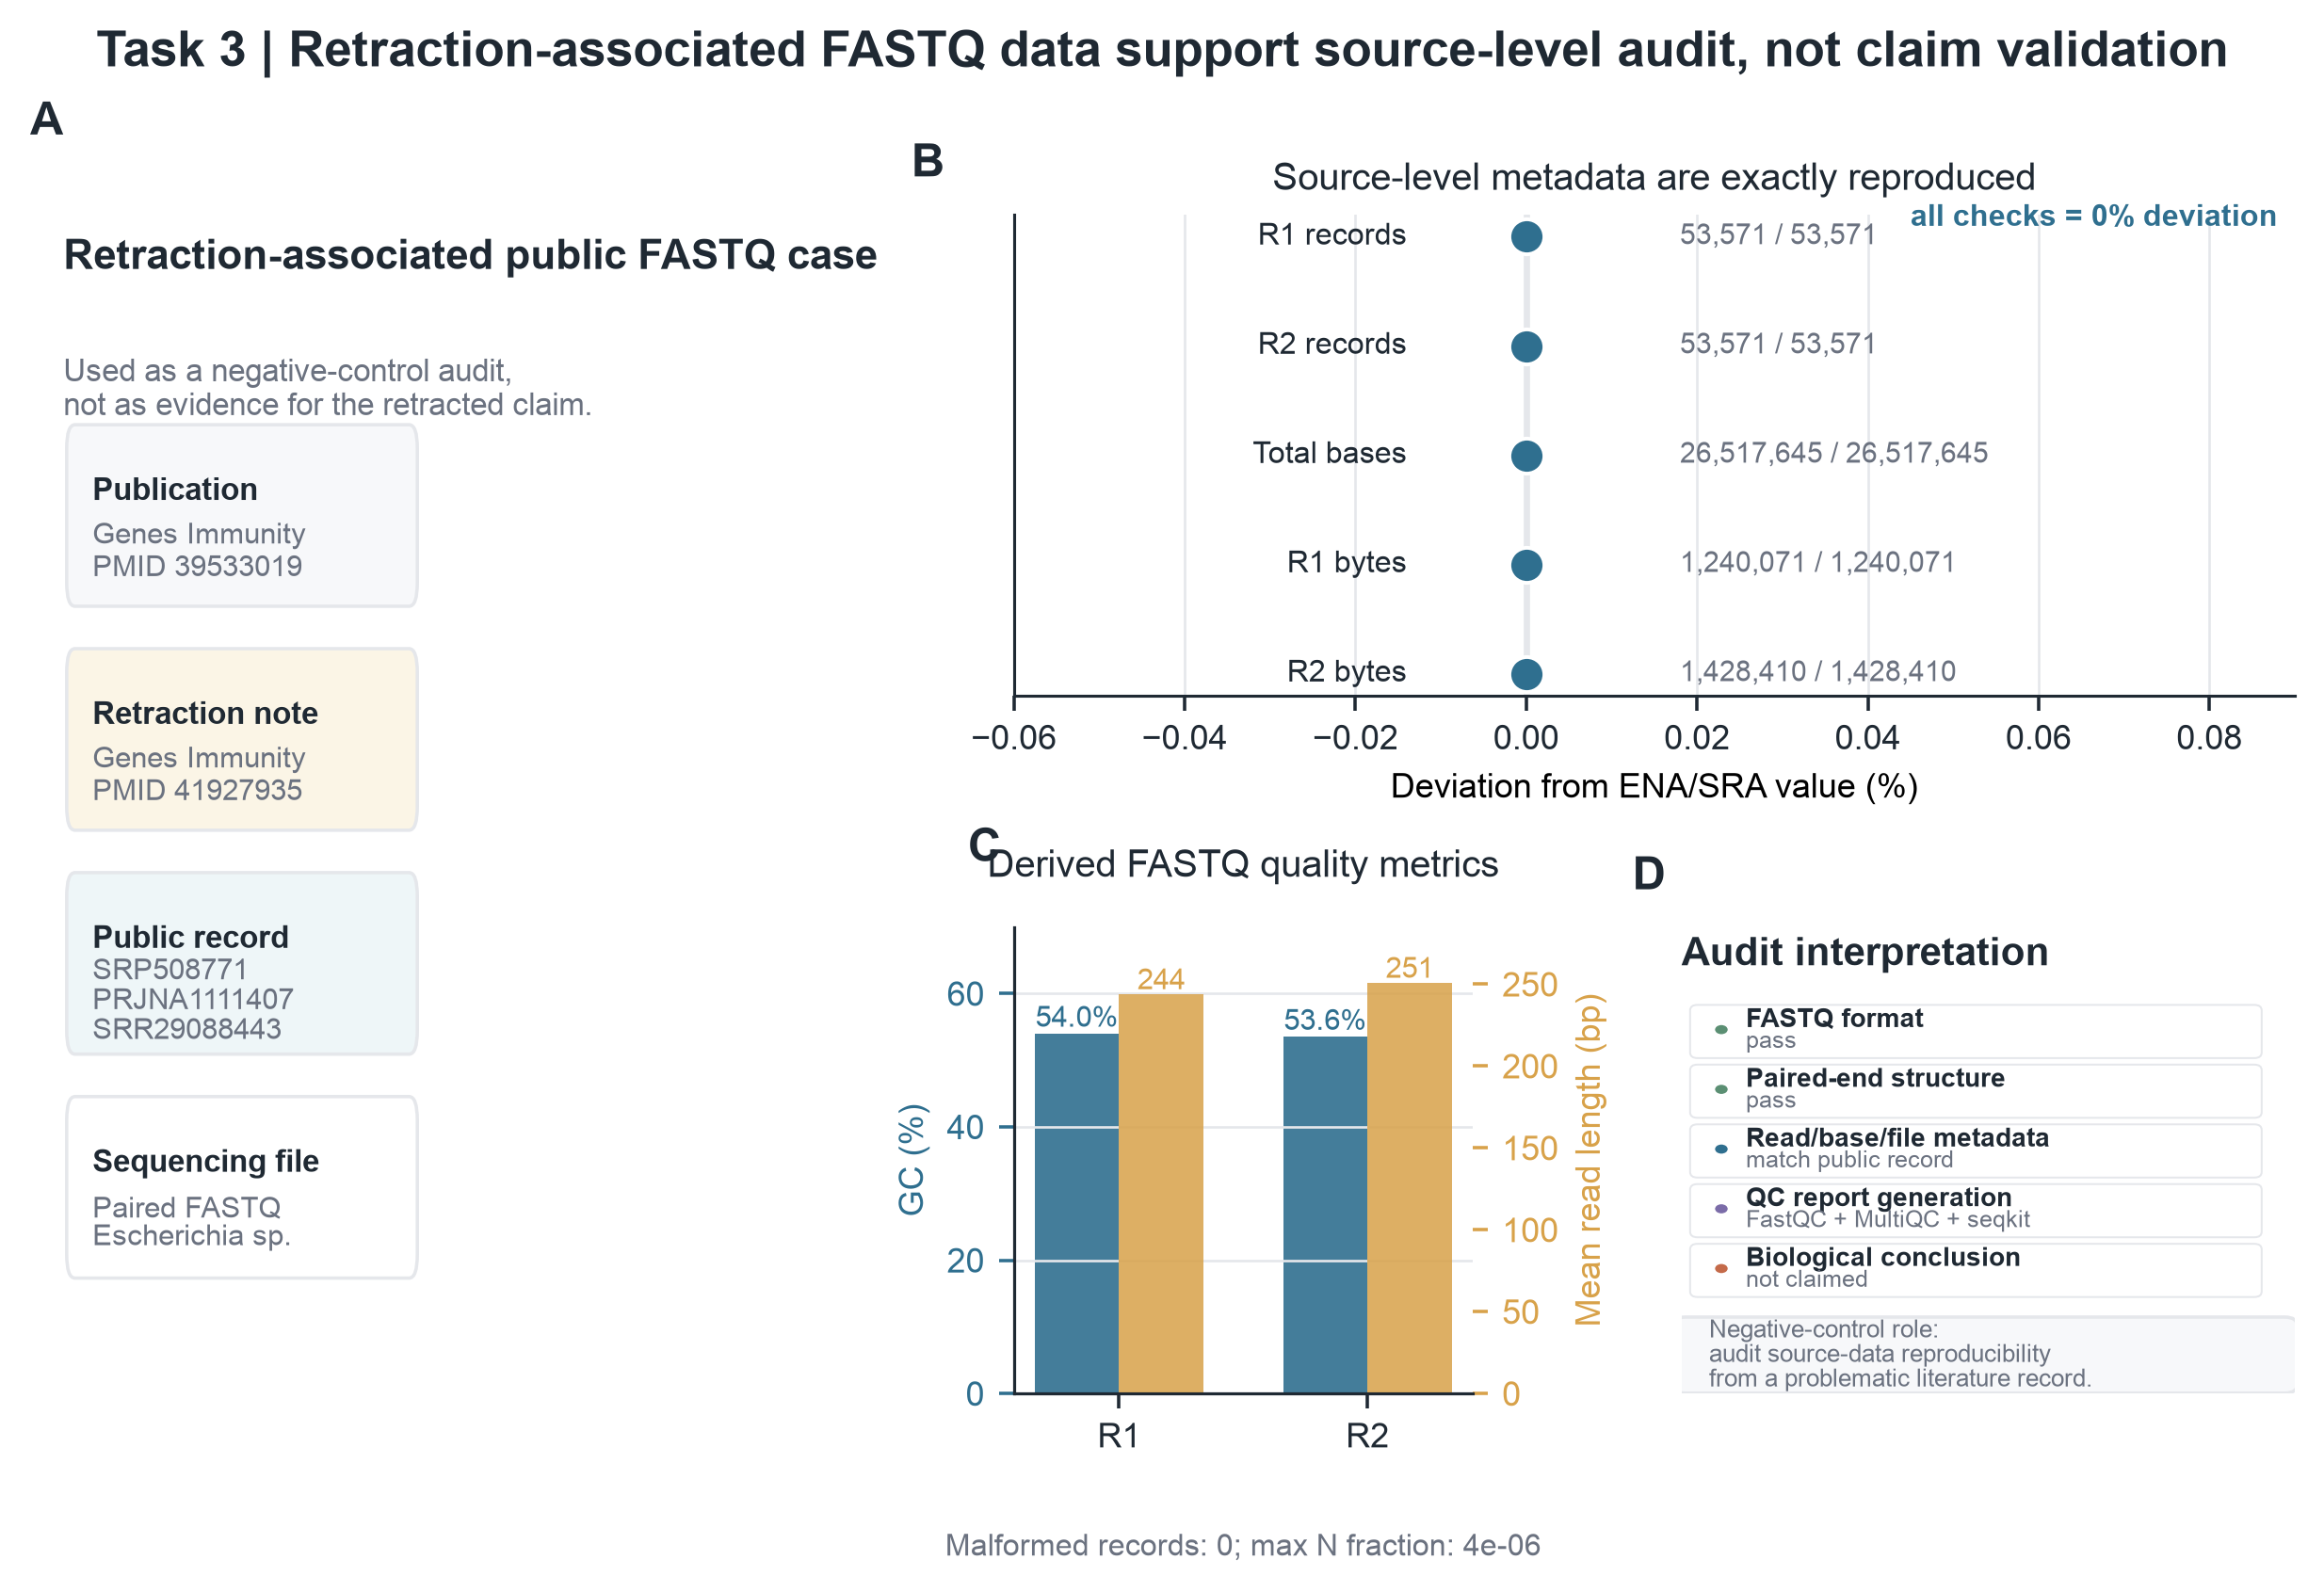 Task 3 | Retraction-associated FASTQ data support source-level audit, not claim validation
A
Retraction-associated public FASTQ case
Used as a negative-control audit,
not as evidence for the retracted claim.
Publication
Genes Immunity
PMID 39533019
Retraction note
Genes Immunity
PMID 41927935
Public record
SRP508771
PRJNA1111407
SRR29088443
Sequencing file
Paired FASTQ
Escherichia sp.
B
Source-level metadata are exactly reproduced
all checks = 0% deviation
R1 records 53,571 / 53,571
R2 records 53,571 / 53,571
Total bases 26,517,645 / 26,517,645
R1 bytes 1,240,071 / 1,240,071
R2 bytes 1,428,410 / 1,428,410
−0.06 −0.04 −0.02 0.00 0.02 0.04 0.06 0.08
Deviation from ENA/SRA value (%)
C
Derived FASTQ quality metrics
GC (%)
60
40
20
0
54.0%
244
53.6%
251
250
200
150
100
50
0
Mean read length (bp)
R1 R2
Malformed records: 0; max N fraction: 4e-06
D
Audit interpretation
FASTQ format
pass
Paired-end structure
pass
Read/base/file metadata
match public record
QC report generation
FastQC + MultiQC + seqkit
Biological conclusion
not claimed
Negative-control role:
audit source-data reproducibility
from a problematic literature record.